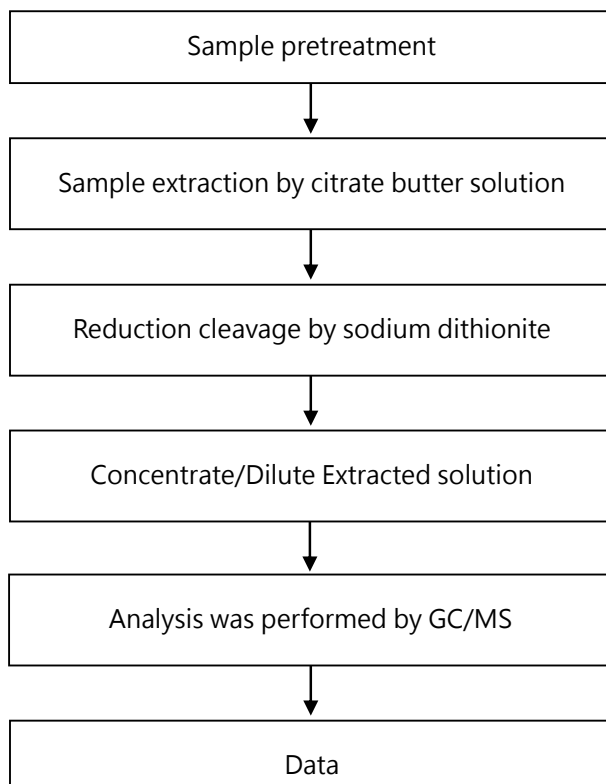 Sample pretreatment
Sample extraction by citrate butter solution
Reduction cleavage by sodium dithionite
Concentrate/Dilute Extracted solution
Analysis was performed by GC/MS
Data